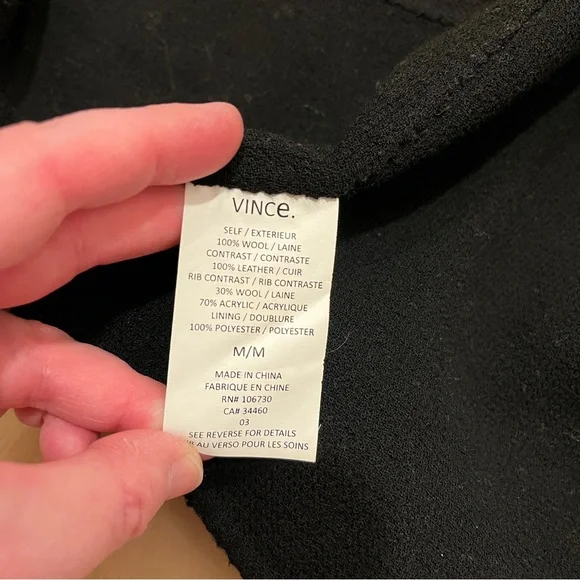 VINCe.
SELF / EXTERIEUR
100% WOOL / LAINE
CONTRAST / CONTRASTE
100% LEATHER / CUIR
RIB CONTRAST / RIB CONTRASTE
30% WOOL / LAINE
70% ACRYLIC / ACRYLIQUE
LINING / DOUBLURE
100% POLYESTER / POLYESTER
M/M
MADE IN CHINA
FABRIQUE EN CHINE
RN# 106730
CA# 34460
03
SEE REVERSE FOR DETAILS
AU VERSO POUR LES SOINS